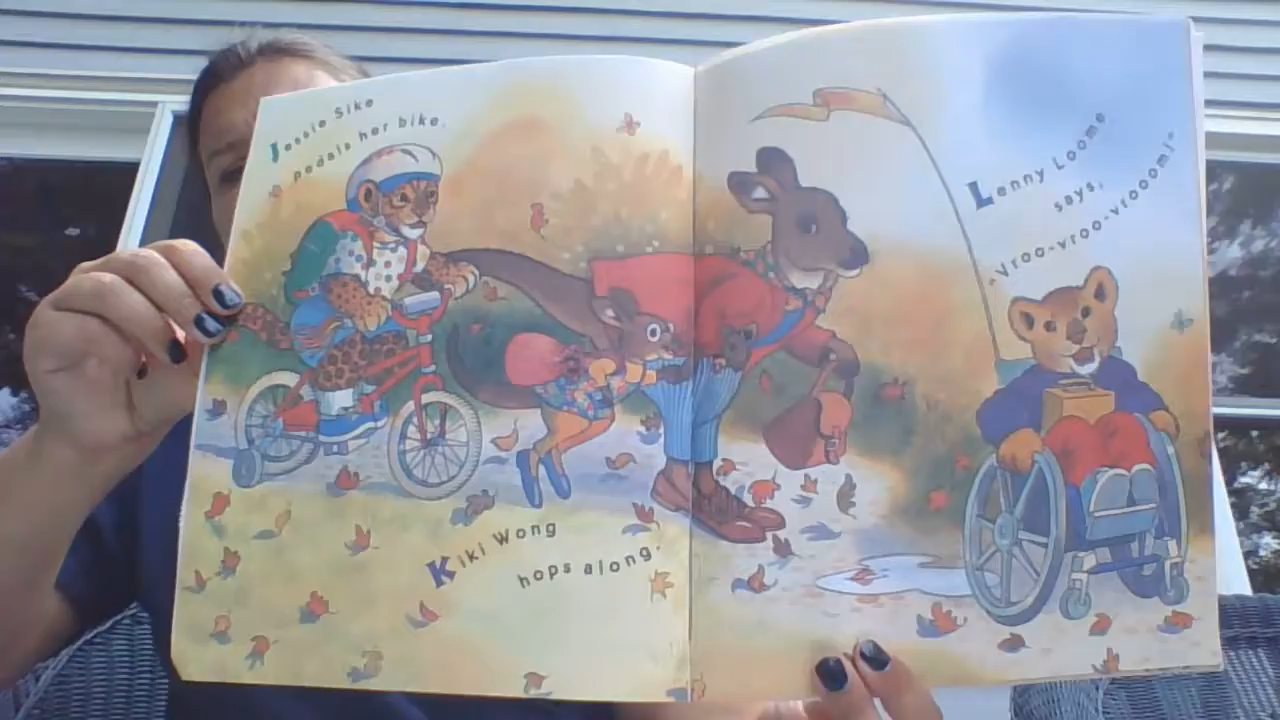 Jessie Sike
pedals her bike.
Kiki Wong
hops along.
Lenny Loome
says,
"Vroo-vroo-vrooom!"